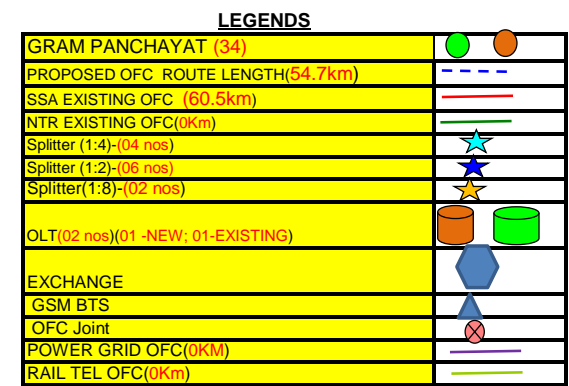 LEGENDS
GRAM PANCHAYAT (34)
PROPOSED OFC ROUTE LENGTH(54.7km)
SSA EXISTING OFC (60.5km)
NTR EXISTING OFC(0Km)
Splitter (1:4)-(04 nos)
Splitter (1:2)-(06 nos)
Splitter(1:8)-(02 nos)
OLT(02 nos)(01 -NEW; 01-EXISTING)
EXCHANGE
GSM BTS
OFC Joint
POWER GRID OFC(0KM)
RAIL TEL OFC(0Km)